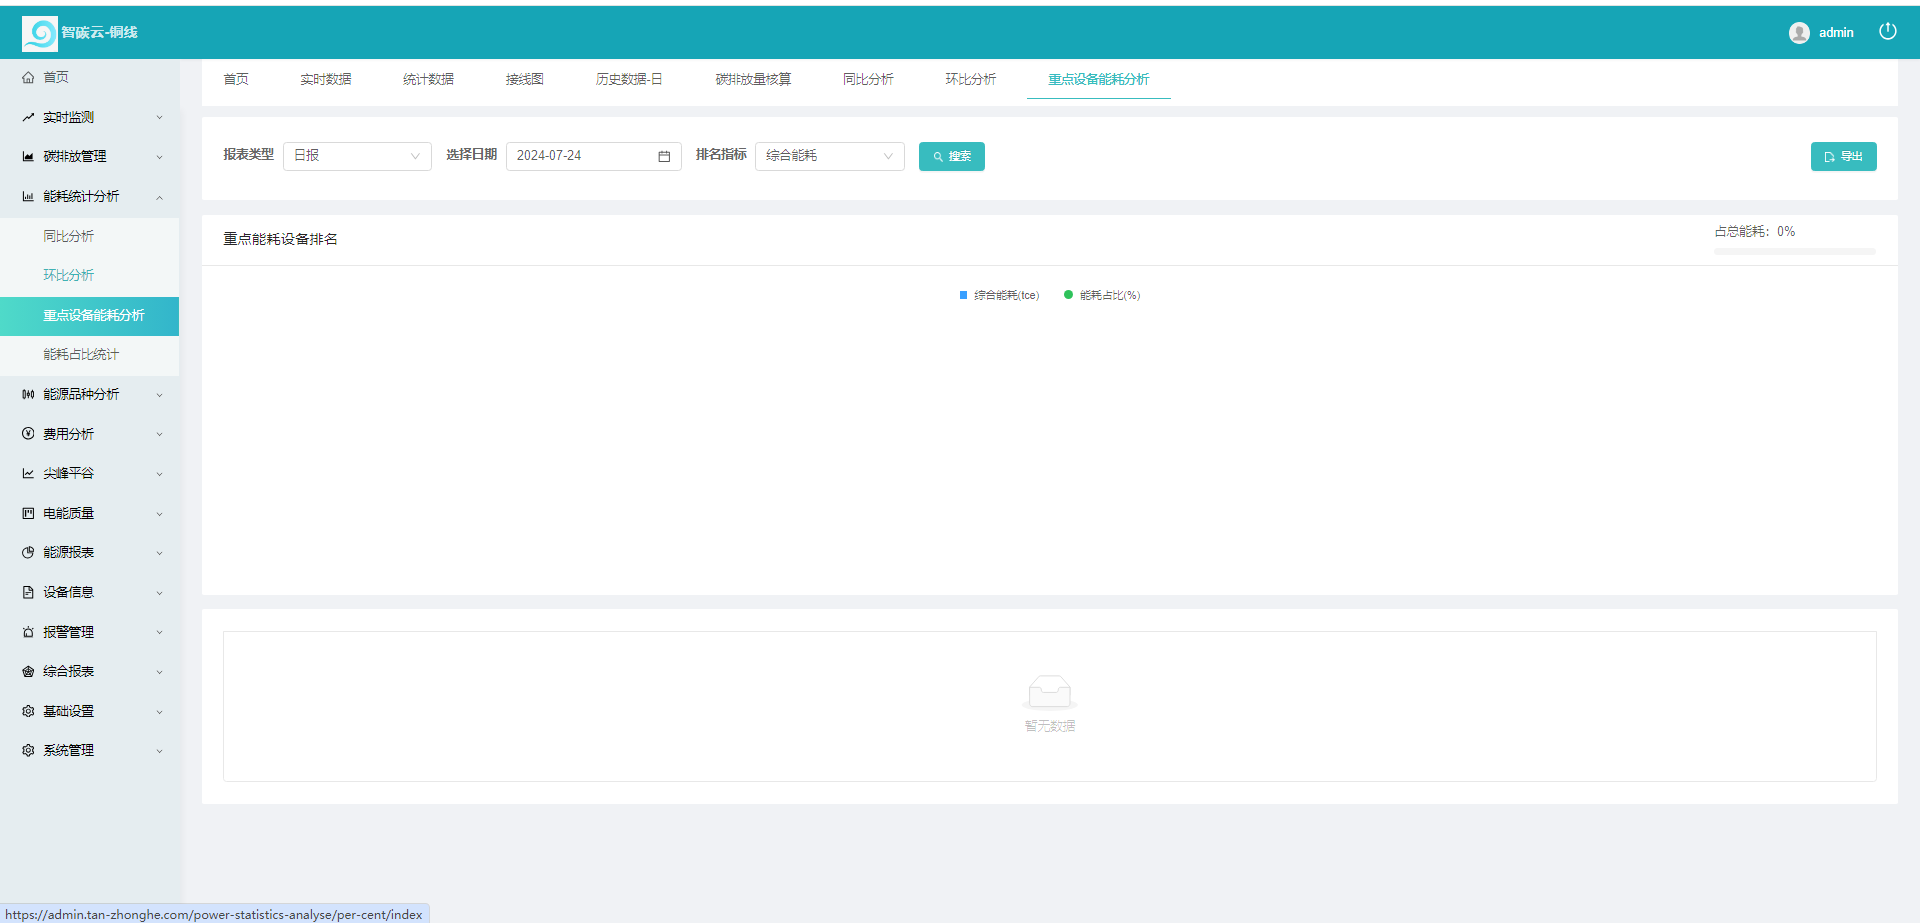 智碳云-铜线
admin
首页
实时监测
碳排放管理
能耗统计分析
同比分析
环比分析
重点设备能耗分析
能耗占比统计
能源品种分析
费用分析
尖峰平谷
电能质量
能源报表
设备信息
报警管理
综合报表
基础设置
系统管理
首页 实时数据 统计数据 接线图 历史数据-日 碳排放量核算 同比分析 环比分析 重点设备能耗分析
报表类型 日报 选择日期 2024-07-24 排名指标 综合能耗 搜索 导出
重点能耗设备排名
占总能耗：0%
综合能耗(tce) 能耗占比(%)
暂无数据
https://admin.tan-zhonghe.com/power-statistics-analyse/per-cent/index